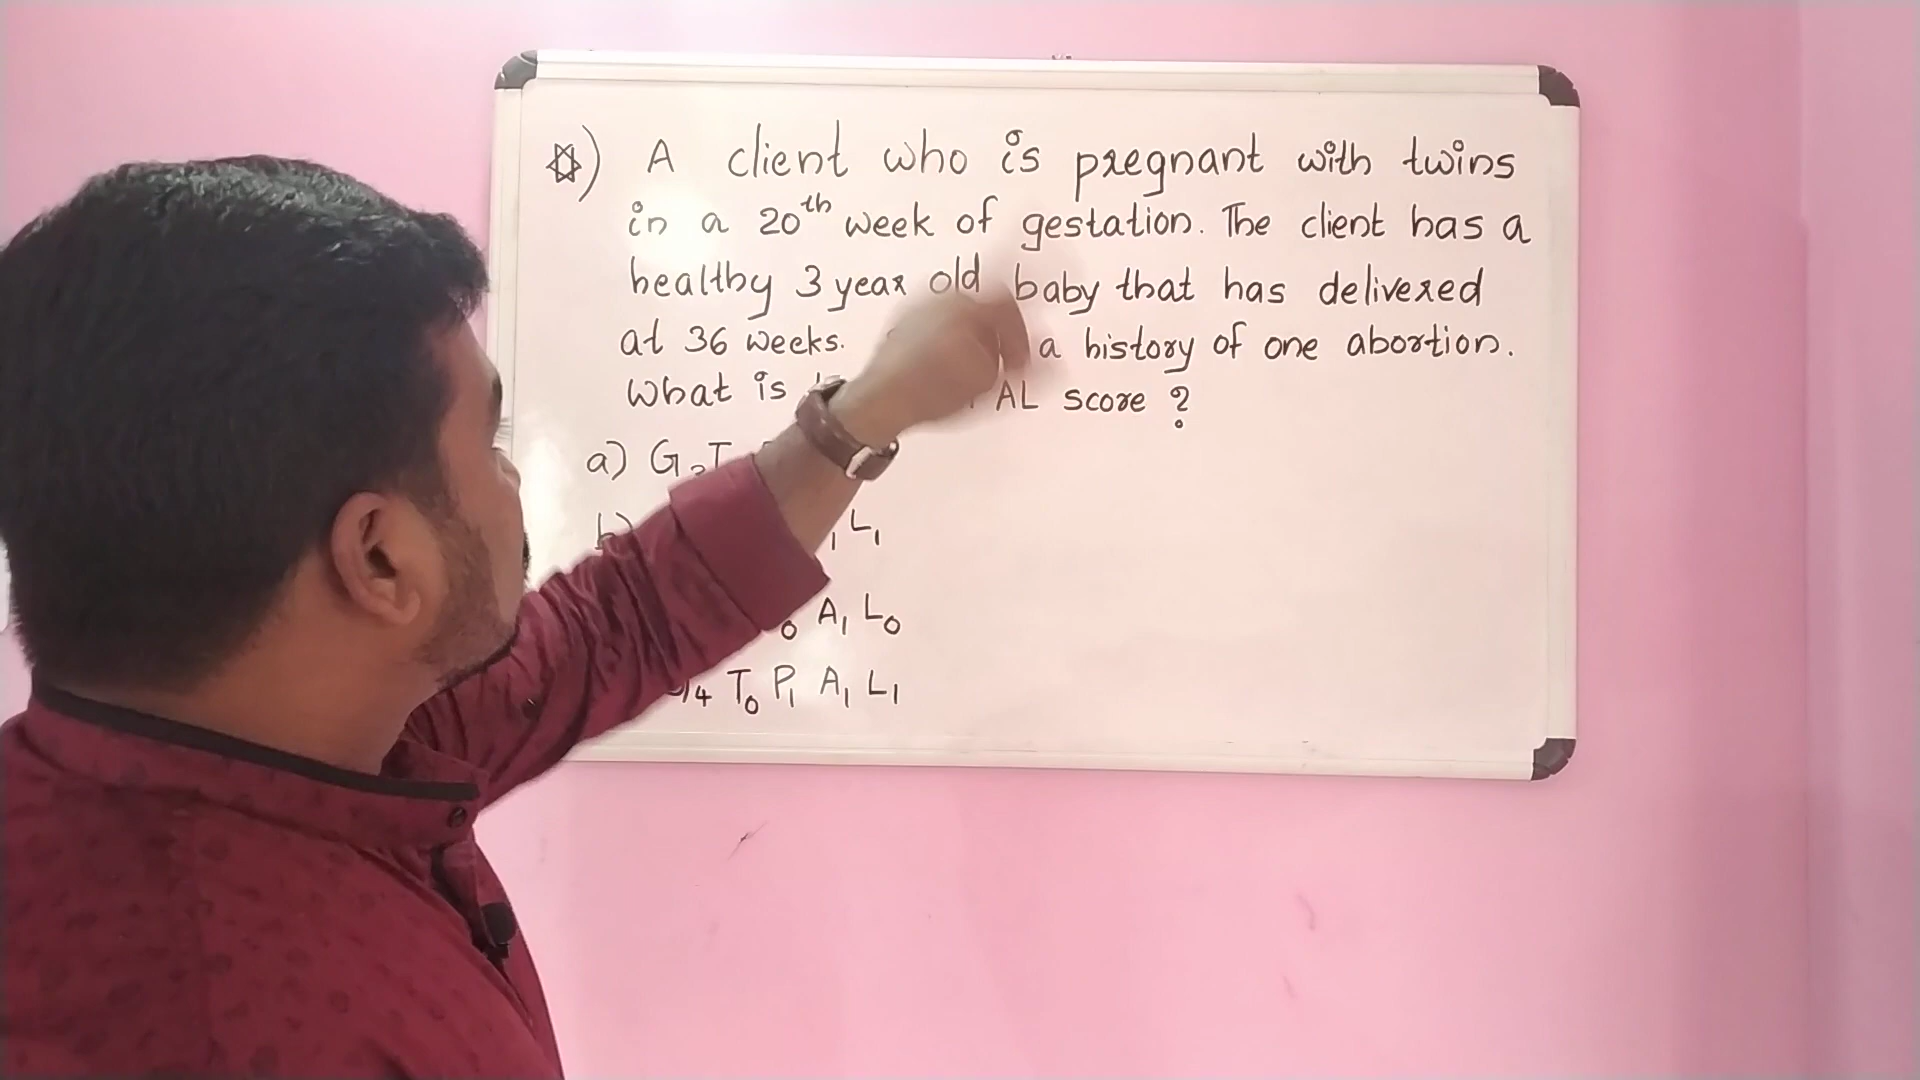 A client who is pregnant with twins
in a 20th week of gestation. The client has a
healthy 3 year old baby that has delivered
at 36 weeks. a history of one abortion.
What is AL score ?
a) G T
b) 1 L1
0 A1 L0
4 T0 P1 A1 L1